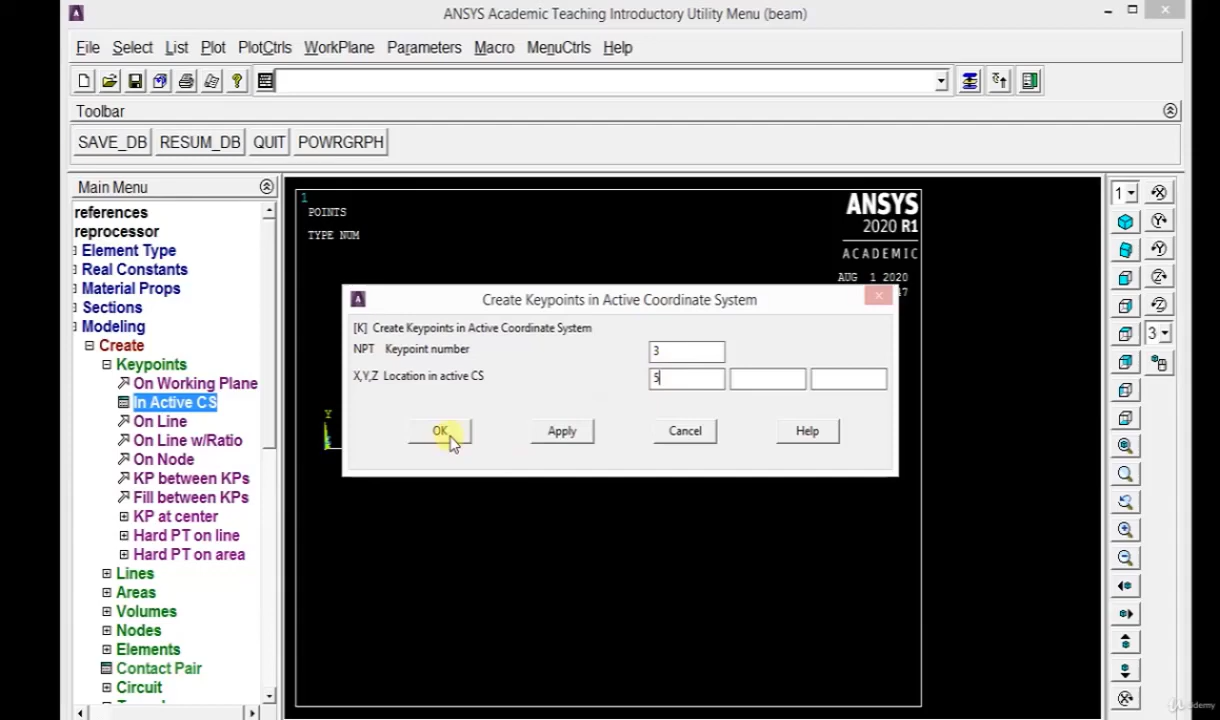 ANSYS Academic Teaching Introductory Utility Menu (beam)
File Select List Plot PlotCtrls WorkPlane Parameters Macro MenuCtrls Help
Toolbar
SAVE_DB RESUM_DB QUIT POWRGRPH
Main Menu
references
reprocessor
Element Type
Real Constants
Material Props
Sections
Modeling
Create
Keypoints
On Working Plane
In Active CS
On Line
On Line w/Ratio
On Node
KP between KPs
Fill between KPs
KP at center
Hard PT on line
Hard PT on area
Lines
Areas
Volumes
Nodes
Elements
Contact Pair
Circuit
1
POINTS
TYPE NUM
ANSYS
2020 R1
ACADEMIC
AUG 1 2020
47
Y
Create Keypoints in Active Coordinate System
[K] Create Keypoints in Active Coordinate System
NPT Keypoint number 3
X,Y,Z Location in active CS 5
OK Apply Cancel Help
1
3
udemy